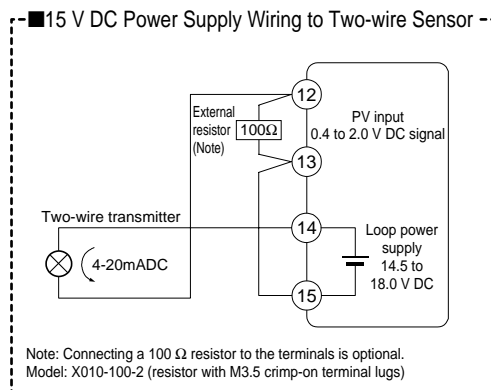 ■15 V DC Power Supply Wiring to Two-wire Sensor
12
External
resistor
(Note)
100Ω
PV input
0.4 to 2.0 V DC signal
13
Two-wire transmitter
14
4-20mADC
Loop power
supply
14.5 to
18.0 V DC
15
Note: Connecting a 100 Ω resistor to the terminals is optional.
Model: X010-100-2 (resistor with M3.5 crimp-on terminal lugs)